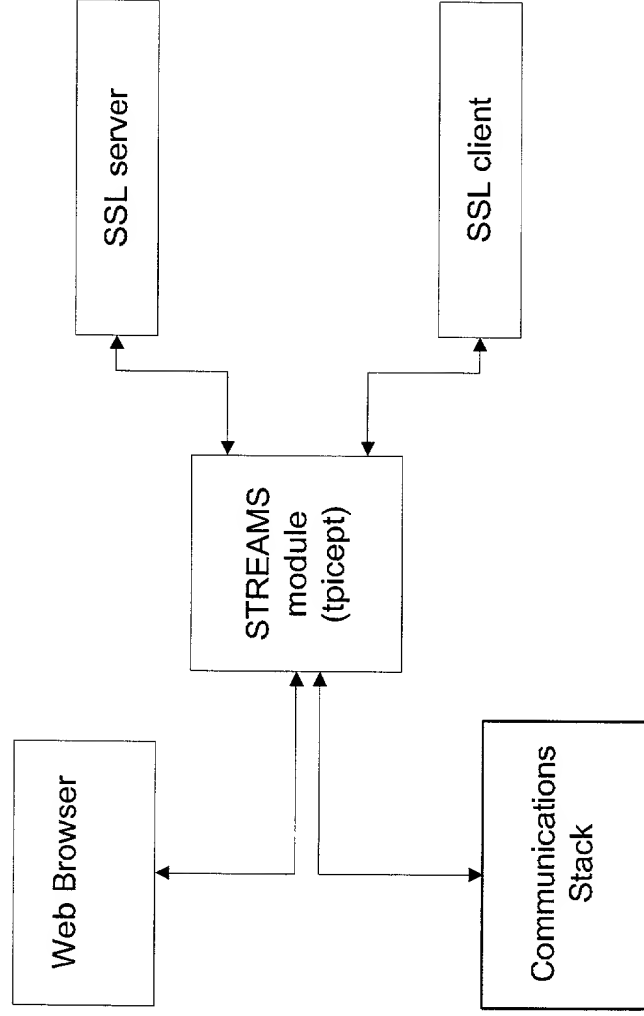 Web Browser
SSL server
STREAMS
module
(tpicept)
Communications
Stack
SSL client